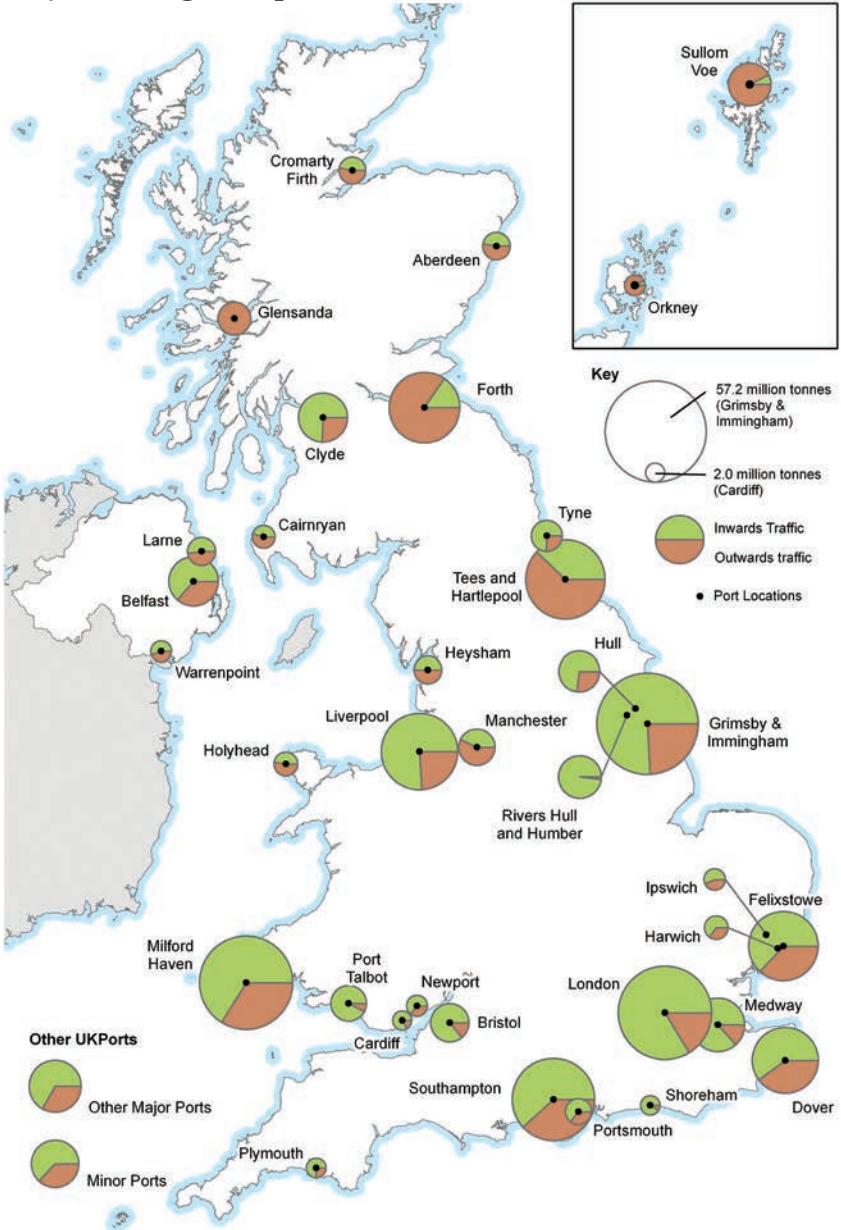 Sullom
Voe
Cromarty
Firth
Aberdeen
Orkney
Glensanda
Forth
Clyde
Key
57.2 million tonnes
(Grimsby &
Immingham)
2.0 million tonnes
(Cardiff)
Inwards Traffic
Outwards traffic
Port Locations
Tyne
Cairnryan
Larne
Tees and
Hartlepool
Belfast
Warrenpoint
Heysham
Hull
Liverpool
Manchester
Grimsby &
Immingham
Holyhead
Rivers Hull
and Humber
Ipswich
Felixstowe
Harwich
Milford
Haven
Port
Talbot
Newport
London
Medway
Bristol
Cardiff
Other UKPorts
Other Major Ports
Southampton
Shoreham
Dover
Portsmouth
Plymouth
Minor Ports